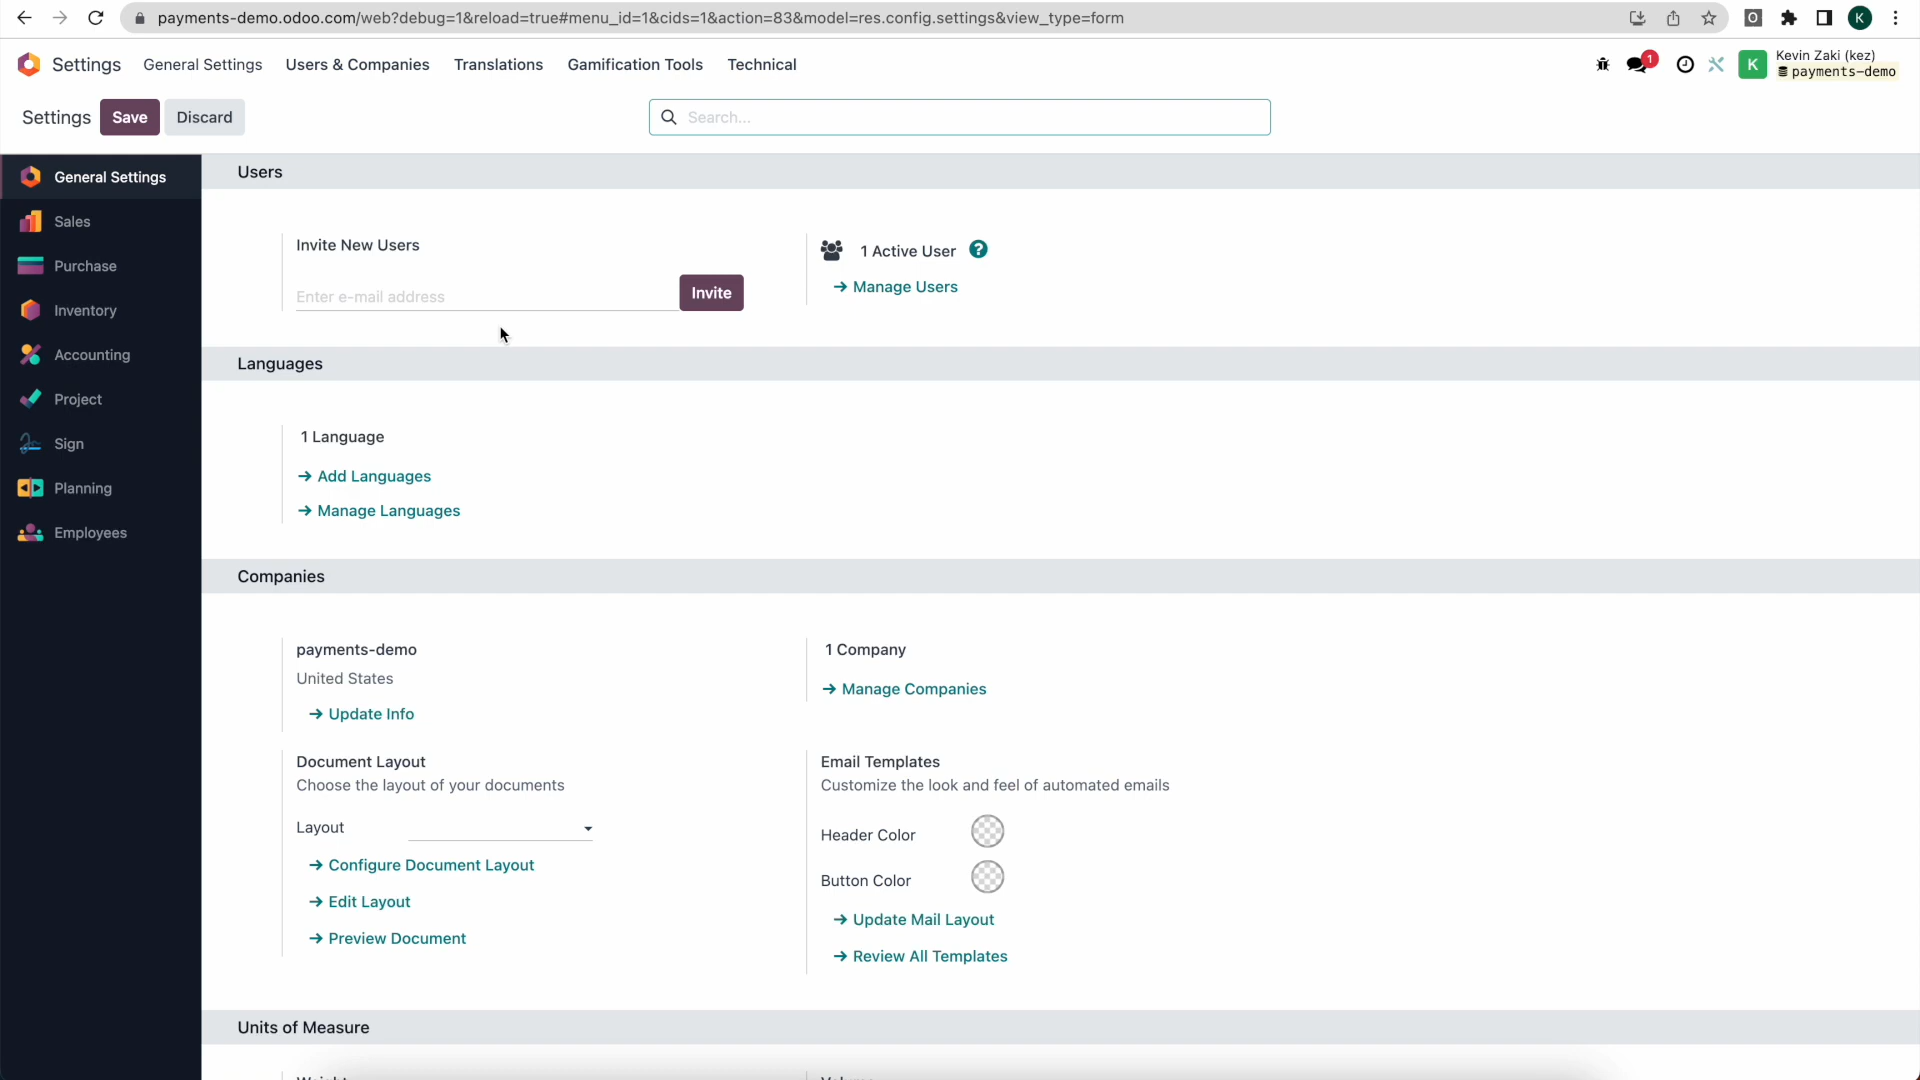 payments-demo.odoo.com/web?debug=1&reload=true#menu_id=1&cids=1&action=83&model=res.config.settings&view_type=form
O
K
Settings
General Settings
Users & Companies
Translations
Gamification Tools
Technical
1
K
Kevin Zaki (kez)
payments-demo
Settings
Save
Discard
Search...
General Settings
Sales
Purchase
Inventory
Accounting
Project
Sign
Planning
Employees
Users
Invite New Users
Enter e-mail address
Invite
1 Active User ?
Manage Users
Languages
1 Language
Add Languages
Manage Languages
Companies
payments-demo
United States
Update Info
1 Company
Manage Companies
Document Layout
Choose the layout of your documents
Layout
Configure Document Layout
Edit Layout
Preview Document
Email Templates
Customize the look and feel of automated emails
Header Color
Button Color
Update Mail Layout
Review All Templates
Units of Measure